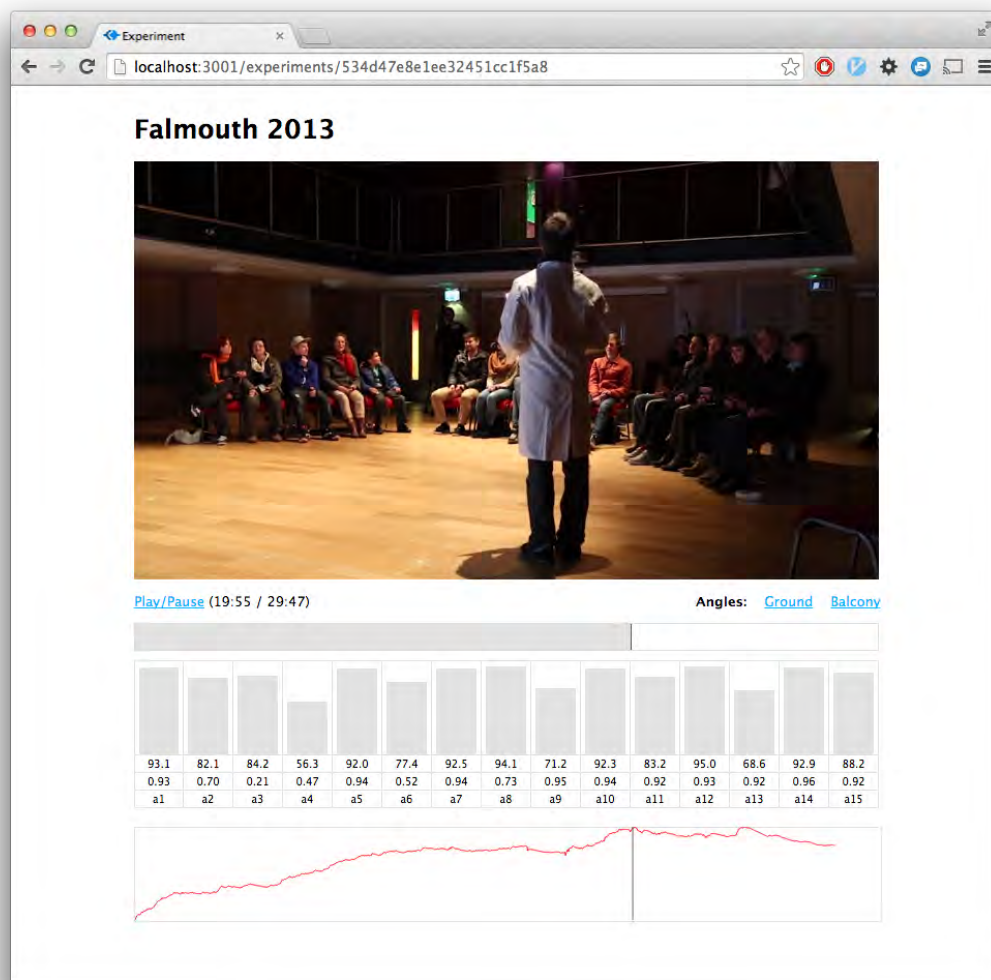 Experiment
localhost:3001/experiments/534d47e8e1ee32451cc1f5a8
Falmouth 2013
Play/Pause (19:55 / 29:47) Angles: Ground Balcony
93.1 82.1 84.2 56.3 92.0 77.4 92.5 94.1 71.2 92.3 83.2 95.0 68.6 92.9 88.2
0.93 0.70 0.21 0.47 0.94 0.52 0.94 0.73 0.95 0.94 0.92 0.93 0.92 0.96 0.92
a1 a2 a3 a4 a5 a6 a7 a8 a9 a10 a11 a12 a13 a14 a15